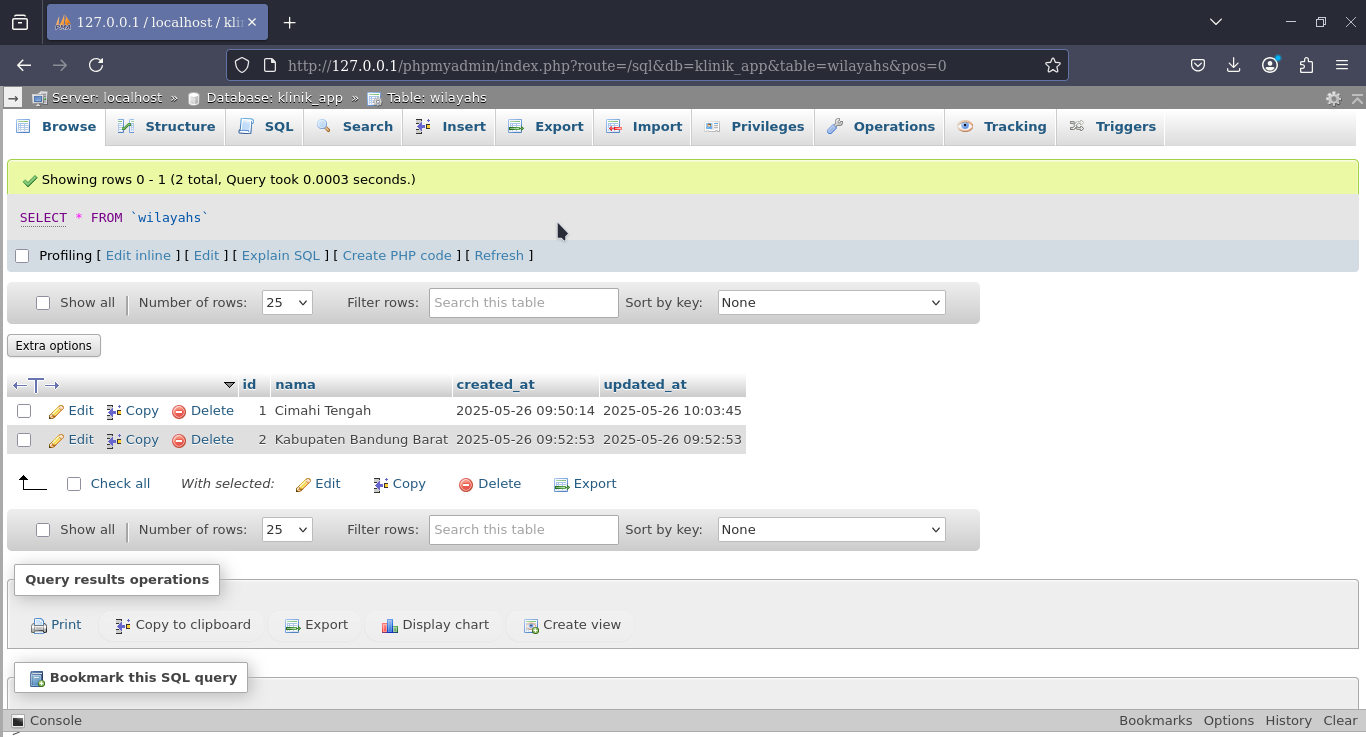 127.0.0.1 / localhost / kli
http://127.0.0.1/phpmyadmin/index.php?route=/sql&db=klinik_app&table=wilayahs&pos=0
Server: localhost » Database: klinik_app » Table: wilayahs
Browse Structure SQL Search Insert Export Import Privileges Operations Tracking Triggers
Showing rows 0 - 1 (2 total, Query took 0.0003 seconds.)
SELECT * FROM `wilayahs`
Profiling [ Edit inline ] [ Edit ] [ Explain SQL ] [ Create PHP code ] [ Refresh ]
Show all | Number of rows: 25 Filter rows: Search this table Sort by key: None
Extra options
id nama created_at updated_at
Edit Copy Delete 1 Cimahi Tengah 2025-05-26 09:50:14 2025-05-26 10:03:45
Edit Copy Delete 2 Kabupaten Bandung Barat 2025-05-26 09:52:53 2025-05-26 09:52:53
Check all With selected: Edit Copy Delete Export
Show all | Number of rows: 25 Filter rows: Search this table Sort by key: None
Query results operations
Print Copy to clipboard Export Display chart Create view
Bookmark this SQL query
Console Bookmarks Options History Clear